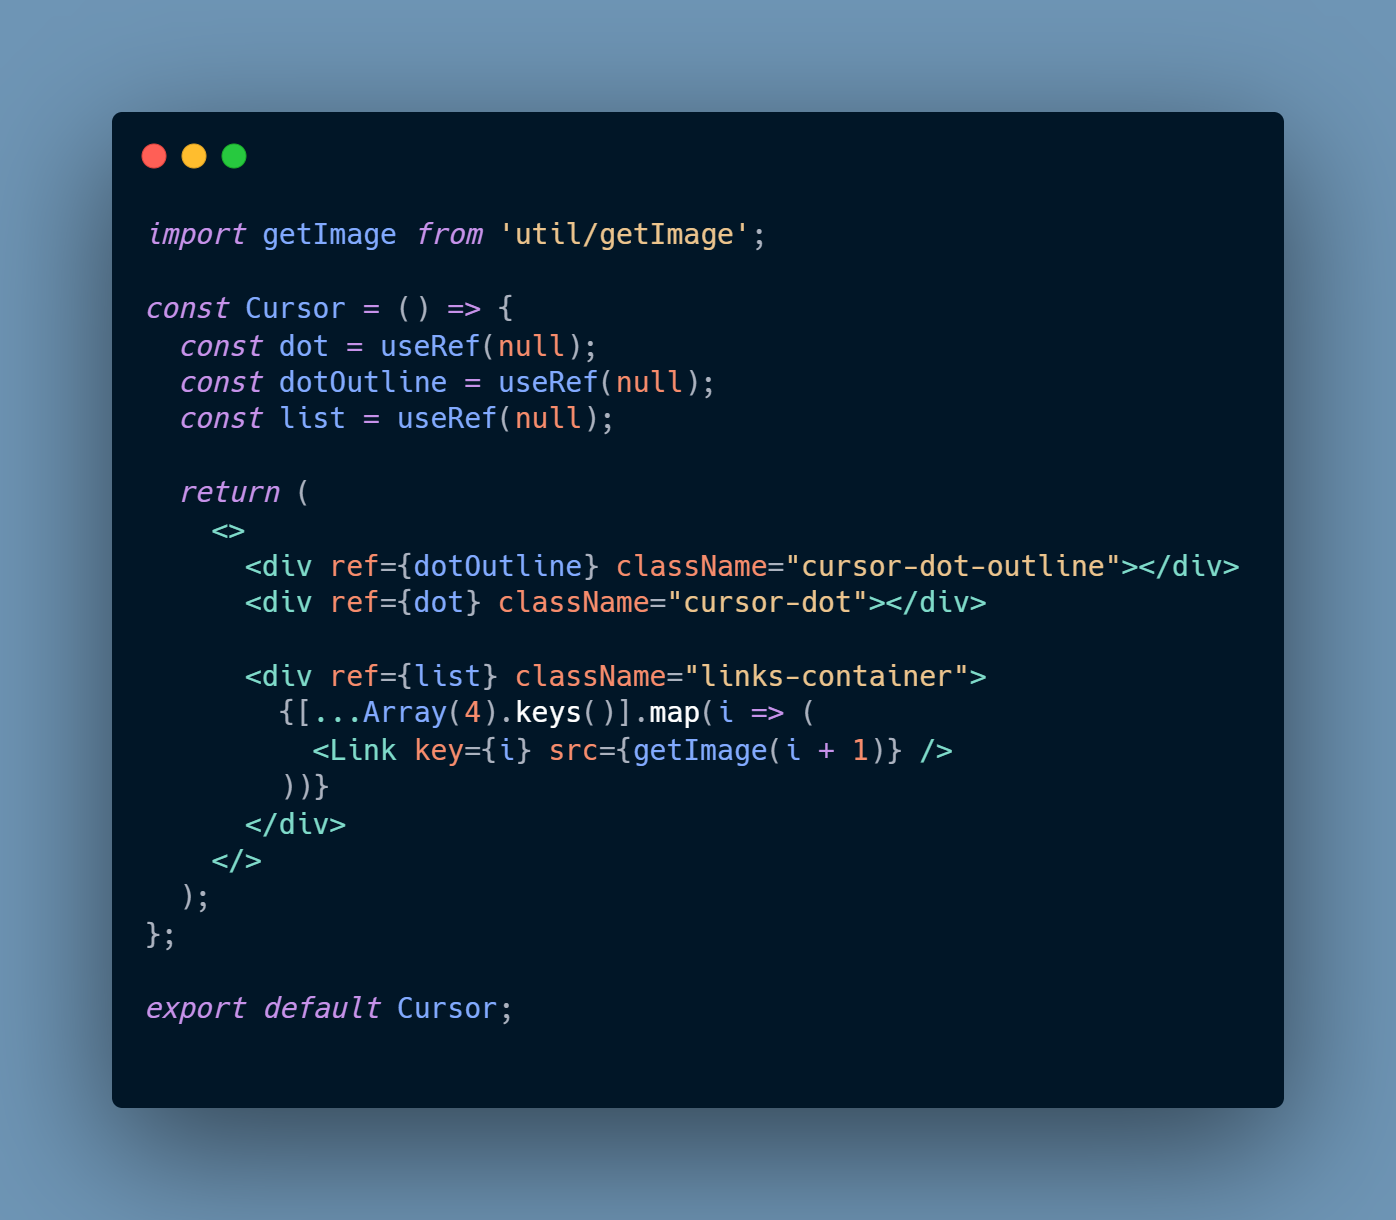 import getImage from 'util/getImage';

const Cursor = () => {
  const dot = useRef(null);
  const dotOutline = useRef(null);
  const list = useRef(null);

  return (
    <>
      <div ref={dotOutline} className="cursor-dot-outline"></div>
      <div ref={dot} className="cursor-dot"></div>

      <div ref={list} className="links-container">
        {[...Array(4).keys()].map(i => (
          <Link key={i} src={getImage(i + 1)} />
        ))}
      </div>
    </>
  );
};

export default Cursor;